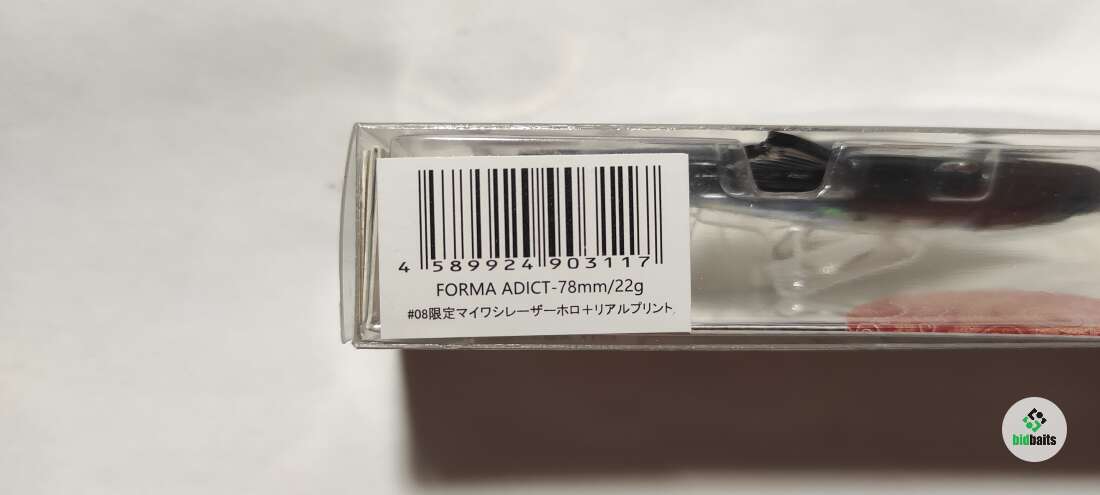 4 589924 903117
FORMA ADICT-78mm/22g
#08限定マイワシレーザーホロ+リアルプリント
bidbaits